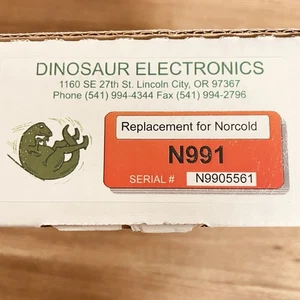 DINOSAUR ELECTRONICS
1160 SE 27th St. Lincoln City, OR 97367
Phone (541) 994-4344 Fax (541) 994-2796
Replacement for Norcold
N991
SERIAL # N9905561